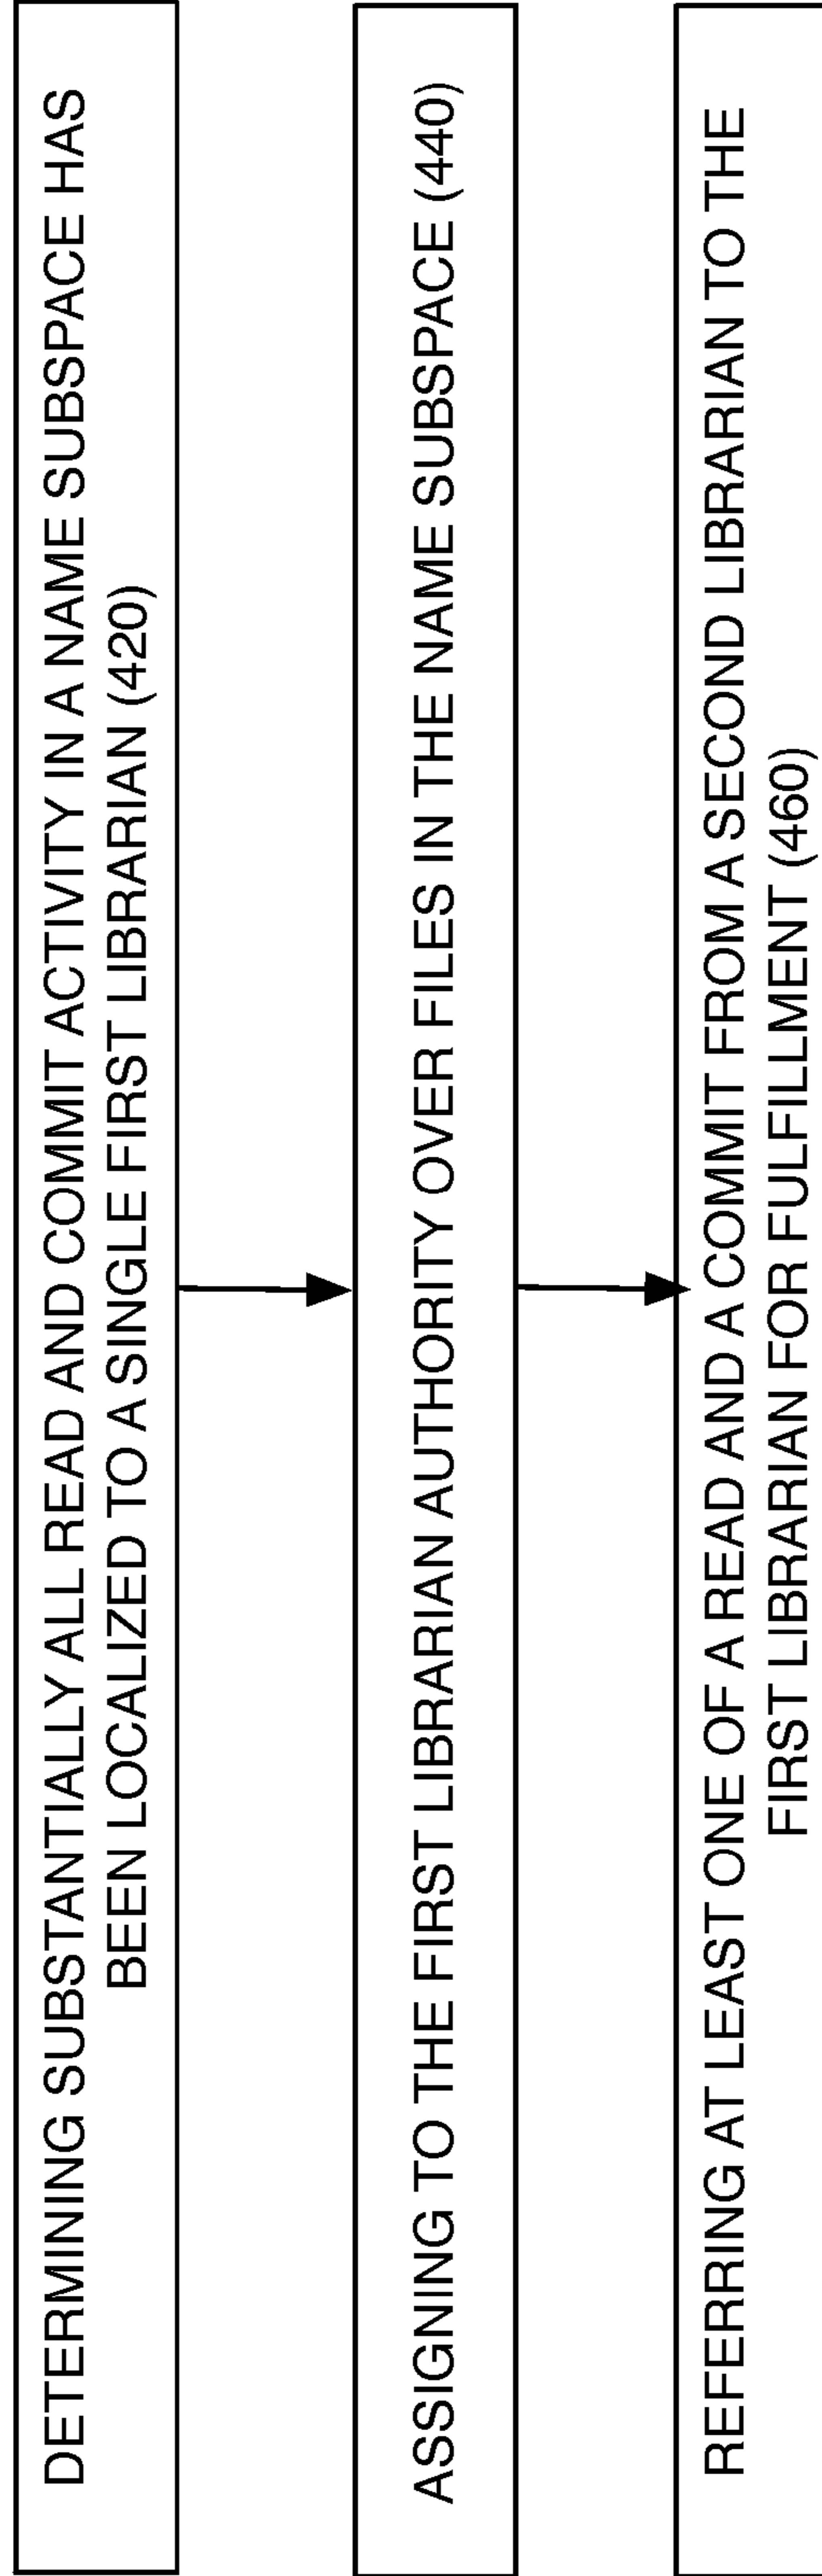 DETERMINING SUBSTANTIALLY ALL READ AND COMMIT ACTIVITY IN A NAME SUBSPACE HAS
BEEN LOCALIZED TO A SINGLE FIRST LIBRARIAN (420)
ASSIGNING TO THE FIRST LIBRARIAN AUTHORITY OVER FILES IN THE NAME SUBSPACE (440)
REFERRING AT LEAST ONE OF A READ AND A COMMIT FROM A SECOND LIBRARIAN TO THE
FIRST LIBRARIAN FOR FULFILLMENT (460)